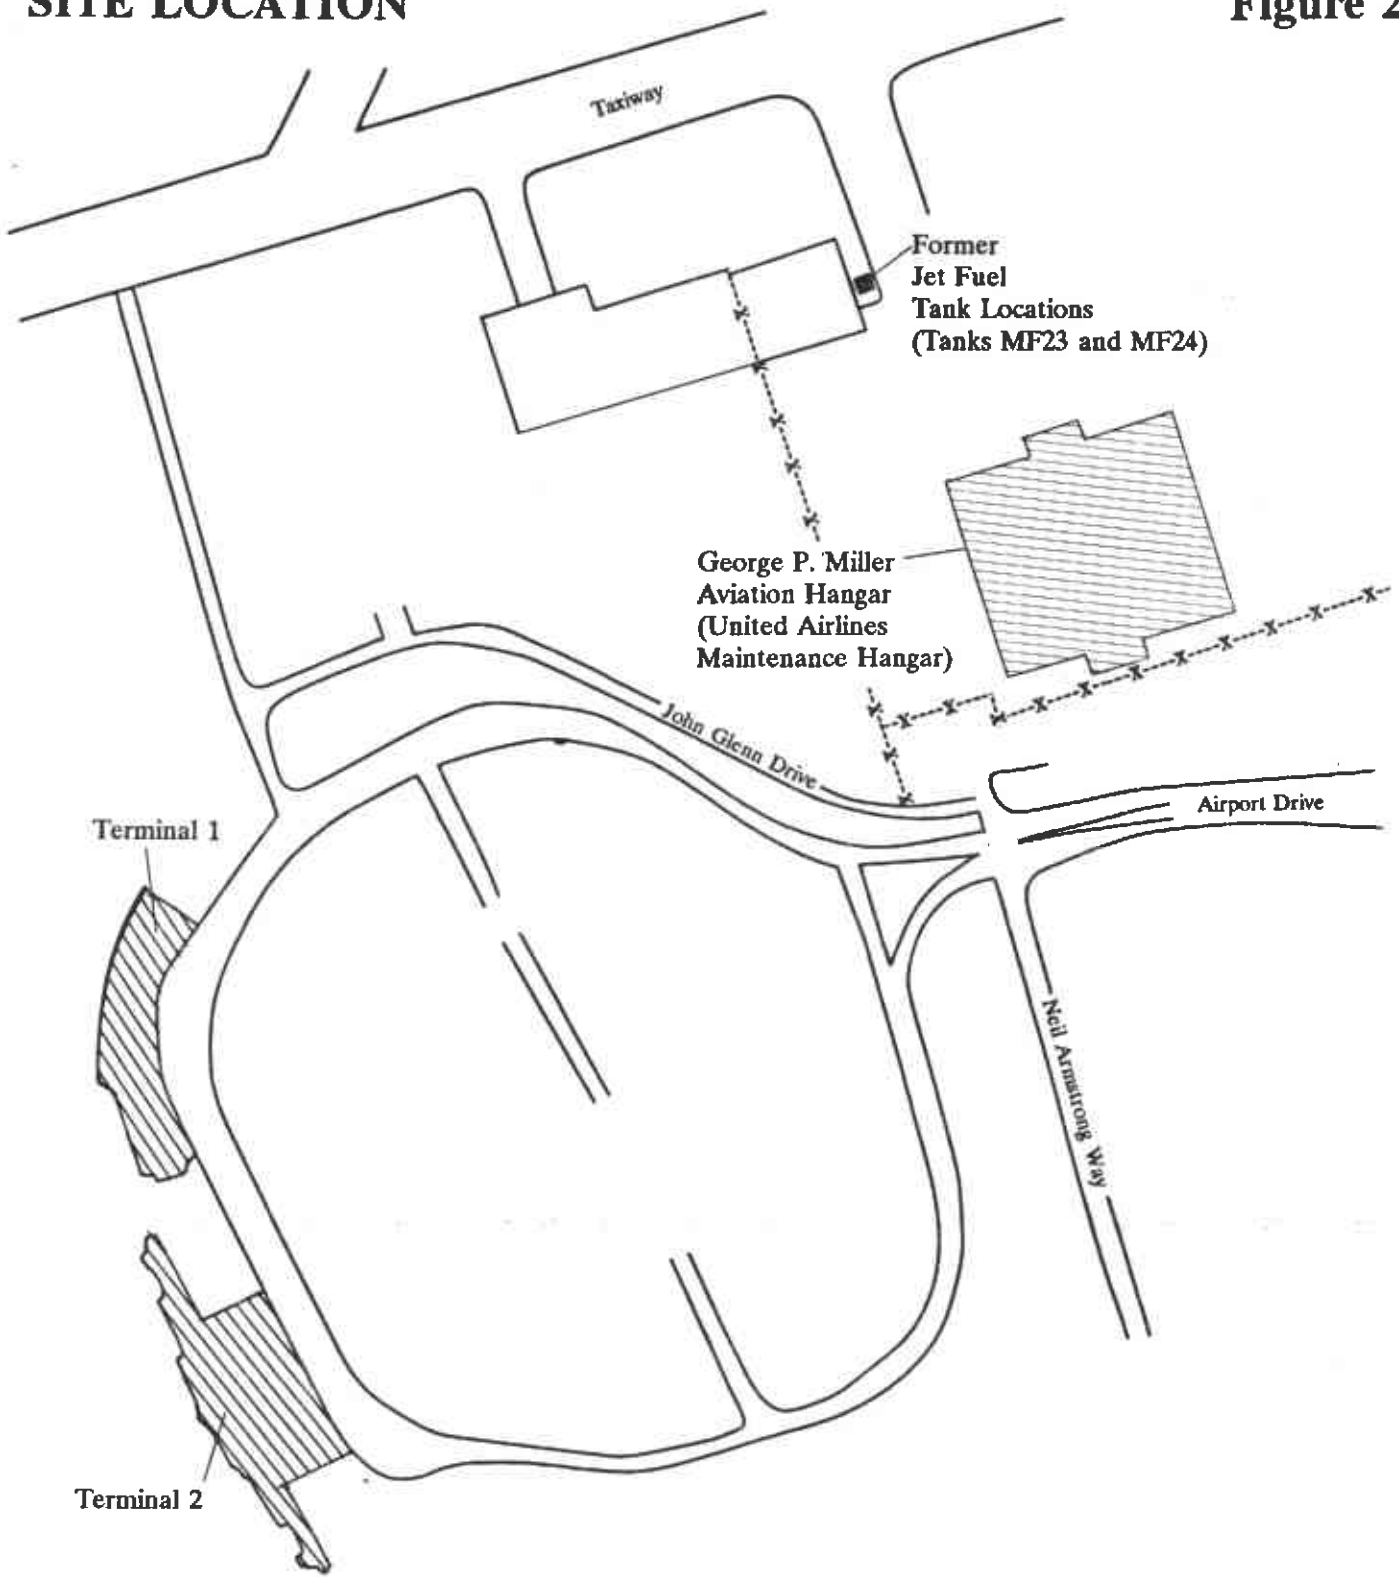 SITE LOCATION
Figure 2
Taxiway
Former
Jet Fuel
Tank Locations
(Tanks MF23 and MF24)
George P. Miller
Aviation Hangar
(United Airlines
Maintenance Hangar)
John Glenn Drive
Airport Drive
Terminal 1
Neil Armstrong Way
Terminal 2